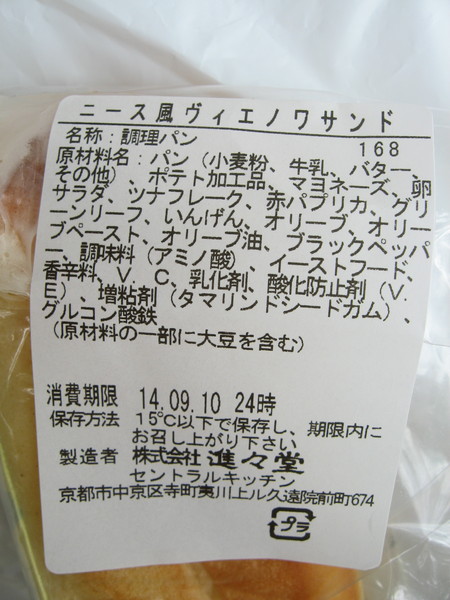 ニース風ヴィエノワサンド
名称：調理パン 168
原材料名：パン（小麦粉、牛乳、バター、
その他）、ポテト加工品、マヨネーズ、卵
サラダ、ツナフレーク、赤パプリカ、グリ
ーンリーフ、いんげん、オリーブ、オリー
ブペースト、オリーブ油、ブラックペッパ
ー、調味料（アミノ酸）、イーストフード、
香辛料、V．C、乳化剤、酸化防止剤（V．
E）、増粘剤（タマリンドシードガム）、
グルコン酸鉄
（原材料の一部に大豆を含む）
消費期限 14.09.10 24時
保存方法 15℃以下で保存し、期限内に
お召し上がり下さい
製造者 株式会社 進々堂
セントラルキッチン
京都市中京区寺町夷川上ル久遠院前町674
プラ